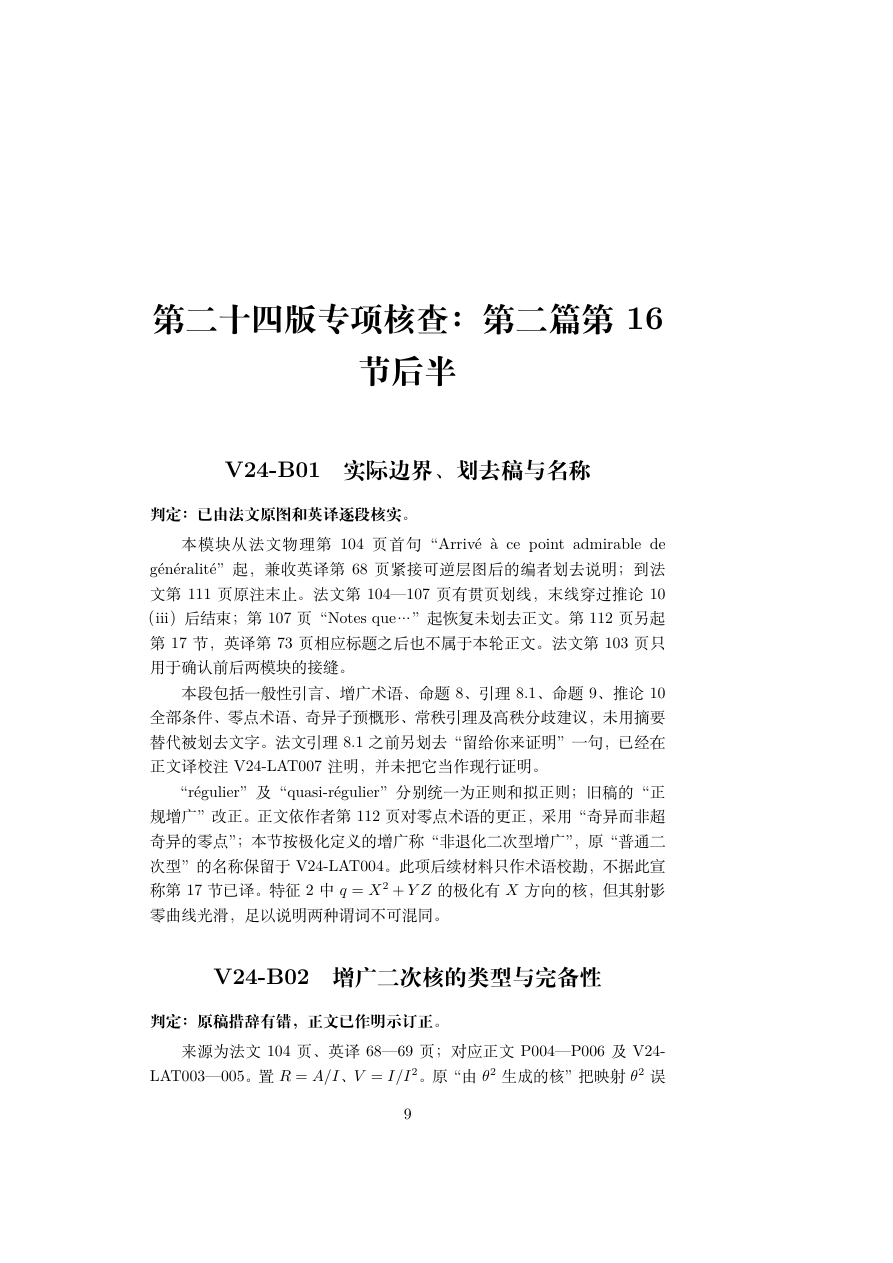 第二十四版专项核查：第二篇第 16
节后半
V24-B01 实际边界、划去稿与名称
判定：已由法文原图和英译逐段核实。
本模块从法文物理第 104 页首句 “Arrivé à ce point admirable de
généralité” 起，兼收英译第 68 页紧接可逆层图后的编者划去说明；到法
文第 111 页原注末止。法文第 104—107 页有贯页划线，末线穿过推论 10
(iii) 后结束；第 107 页 “Notes que…” 起恢复未划去正文。第 112 页另起
第 17 节，英译第 73 页相应标题之后也不属于本轮正文。法文第 103 页只
用于确认前后两模块的接缝。
本段包括一般性引言、增广术语、命题 8、引理 8.1、命题 9、推论 10
全部条件、零点术语、奇异子预概形、常秩引理及高秩分歧建议，未用摘要
替代被划去文字。法文引理 8.1 之前另划去 “留给你来证明” 一句，已经在
正文译校注 V24-LAT007 注明，并未把它当作现行证明。
“régulier” 及 “quasi-régulier” 分别统一为正则和拟正则；旧稿的 “正
规增广” 改正。正文依作者第 112 页对零点术语的更正，采用 “奇异而非超
奇异的零点”；本节按极化定义的增广称 “非退化二次型增广”，原 “普通二
次型” 的名称保留于 V24-LAT004。此项后续材料只作术语校勘，不据此宣
称第 17 节已译。特征 2 中 q = X² + YZ 的极化有 X 方向的核，但其射影
零曲线光滑，足以说明两种谓词不可混同。
V24-B02 增广二次核的类型与完备性
判定：原稿措辞有错，正文已作明示订正。
来源为法文 104 页、英译 68—69 页；对应正文 P004—P006 及 V24-
LAT003—005。置 R = A/I、V = I/I²。原 “由 θ² 生成的核” 把映射 θ² 误
9